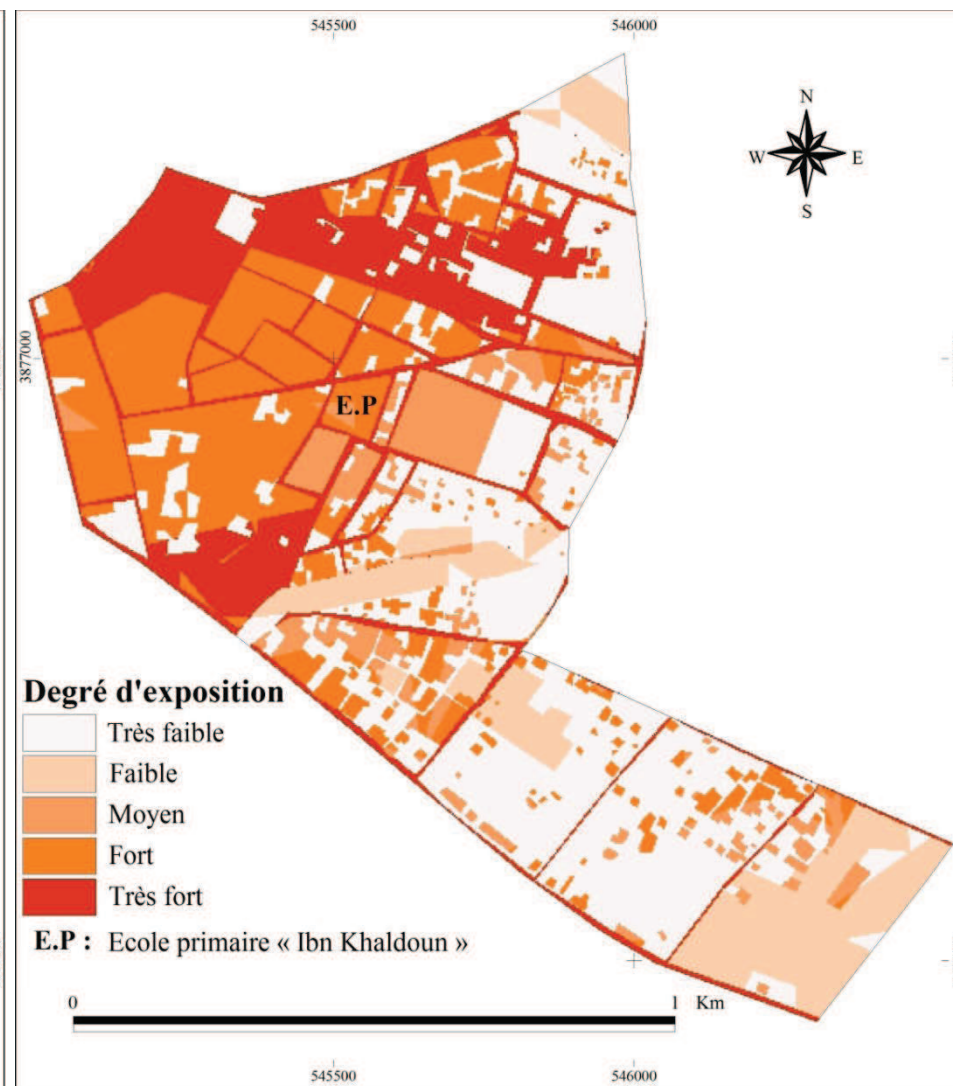 545500 546000
N
W E
S
3877000
E.P
Degré d'exposition
Très faible
Faible
Moyen
Fort
Très fort
E.P : Ecole primaire « Ibn Khaldoun »
0 1 Km
545500 546000